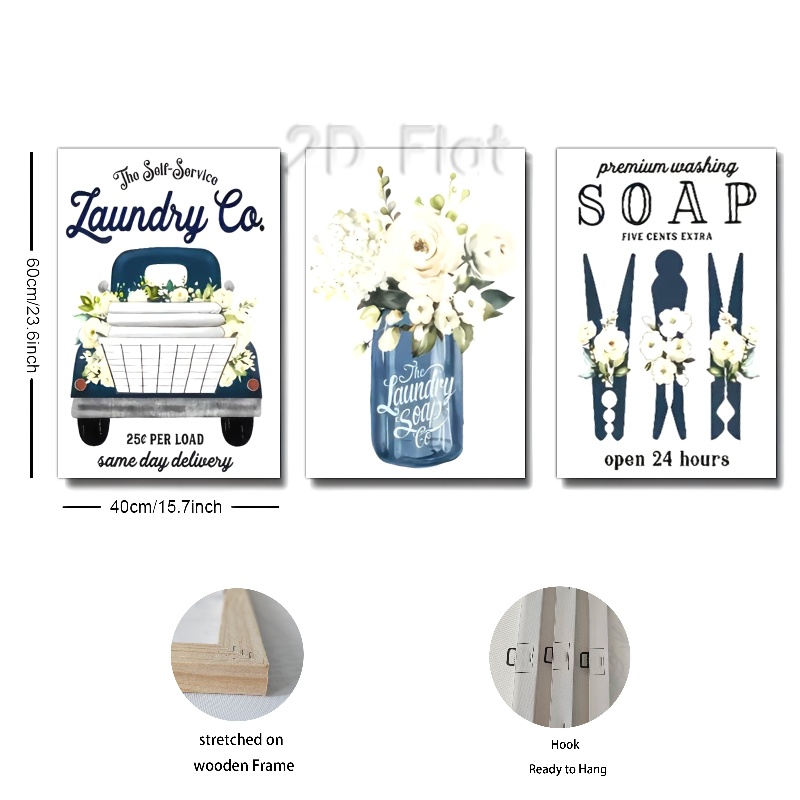 2D Flat
The Self-Service
Laundry Co.
25¢ PER LOAD
same day delivery
The
Laundry
Soap
Co
premium washing
SOAP
FIVE CENTS EXTRA
open 24 hours
60cm/23.6inch
40cm/15.7inch
stretched on
wooden Frame
Hook
Ready to Hang